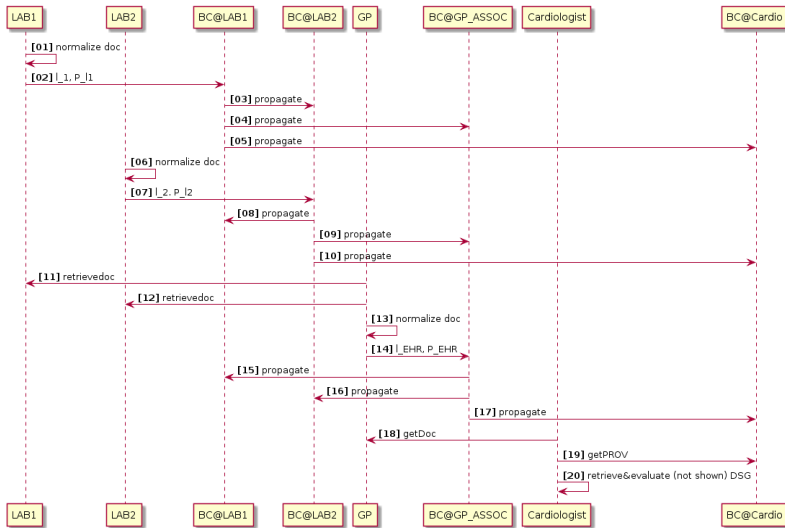 LAB1 LAB2 BC@LAB1 BC@LAB2 GP BC@GP_ASSOC Cardiologist BC@Cardio
[01] normalize doc
[02] l_1, P_l1
[03] propagate
[04] propagate
[05] propagate
[06] normalize doc
[07] l_2. P_l2
[08] propagate
[09] propagate
[10] propagate
[11] retrievedoc
[12] retrievedoc
[13] normalize doc
[14] l_EHR, P_EHR
[15] propagate
[16] propagate
[17] propagate
[18] getDoc
[19] getPROV
[20] retrieve&evaluate (not shown) DSG
LAB1 LAB2 BC@LAB1 BC@LAB2 GP BC@GP_ASSOC Cardiologist BC@Cardio